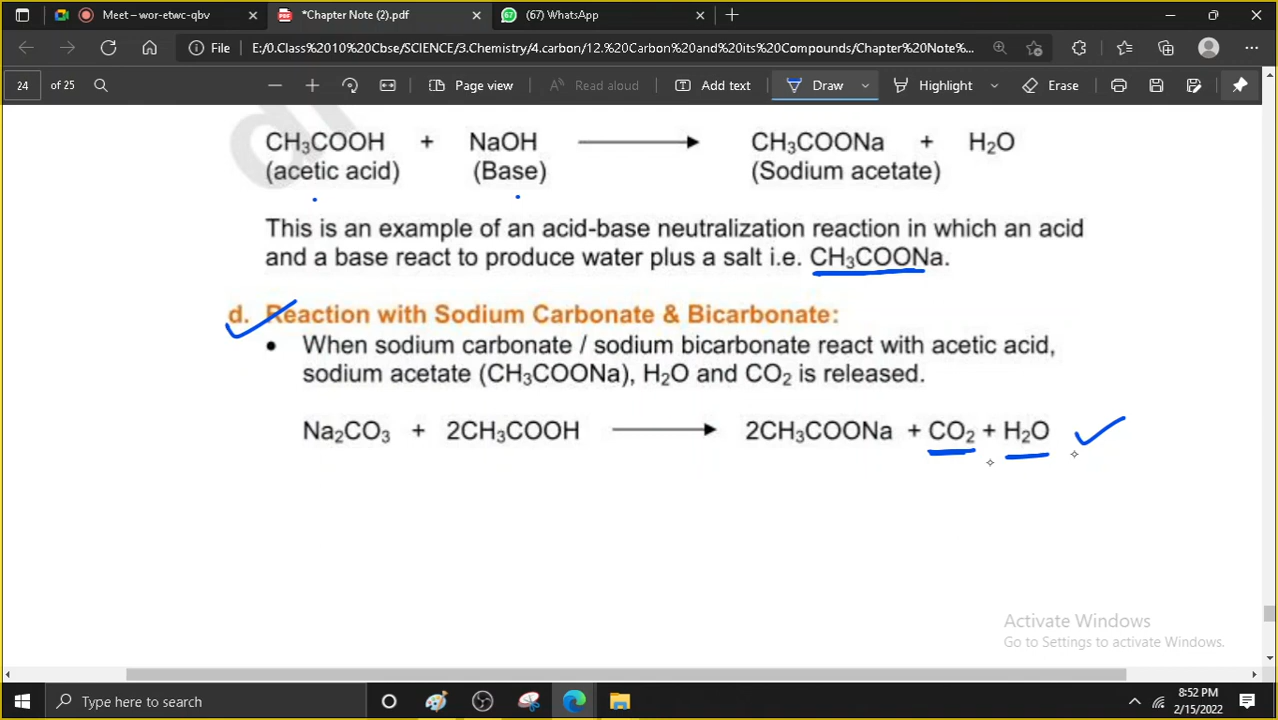 Meet – wor-etwc-qbv
*Chapter Note (2).pdf
(67) WhatsApp
File
E:/0.Class%2010%20Cbse/SCIENCE/3.Chemistry/4.carbon/12.%20Carbon%20and%20its%20Compounds/Chapter%20Note%...
24 of 25
Page view
Read aloud
Add text
Draw
Highlight
Erase
CH₃COOH + NaOH CH₃COONa + H₂O
(acetic acid) (Base) (Sodium acetate)
This is an example of an acid-base neutralization reaction in which an acid
and a base react to produce water plus a salt i.e. CH₃COONa.
d. Reaction with Sodium Carbonate & Bicarbonate:
• When sodium carbonate / sodium bicarbonate react with acetic acid,
sodium acetate (CH₃COONa), H₂O and CO₂ is released.
Na₂CO₃ + 2CH₃COOH 2CH₃COONa + CO₂ + H₂O
Activate Windows
Go to Settings to activate Windows.
Type here to search
8:52 PM
2/15/2022